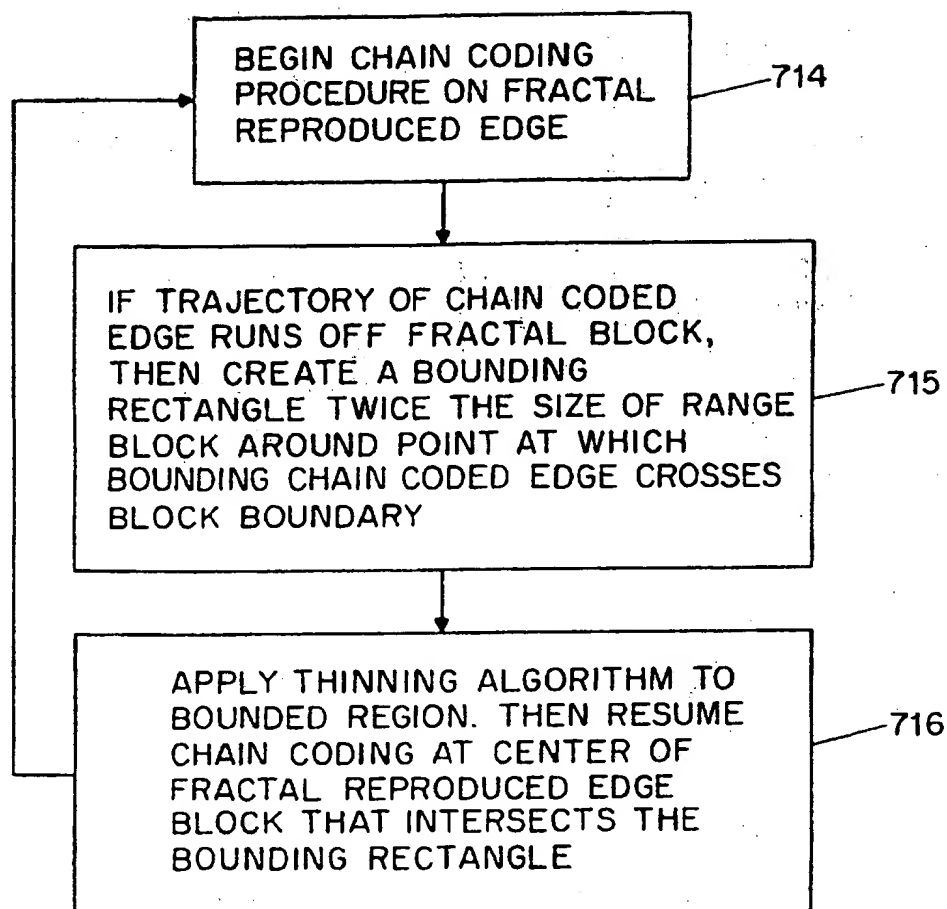 BEGIN CHAIN CODING
PROCEDURE ON FRACTAL
REPRODUCED EDGE
714
IF TRAJECTORY OF CHAIN CODED
EDGE RUNS OFF FRACTAL BLOCK,
THEN CREATE A BOUNDING
RECTANGLE TWICE THE SIZE OF RANGE
BLOCK AROUND POINT AT WHICH
BOUNDING CHAIN CODED EDGE CROSSES
BLOCK BOUNDARY
715
APPLY THINNING ALGORITHM TO
BOUNDED REGION. THEN RESUME
CHAIN CODING AT CENTER OF
FRACTAL REPRODUCED EDGE
BLOCK THAT INTERSECTS THE
BOUNDING RECTANGLE
716